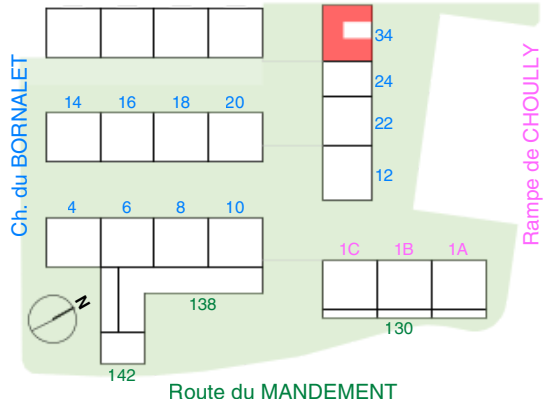 34
24
14 16 18 20
22
12
4 6 8 10
1C 1B 1A
N
138
130
142
Ch. du BORNALET
Rampe de CHOULLY
Route du MANDEMENT